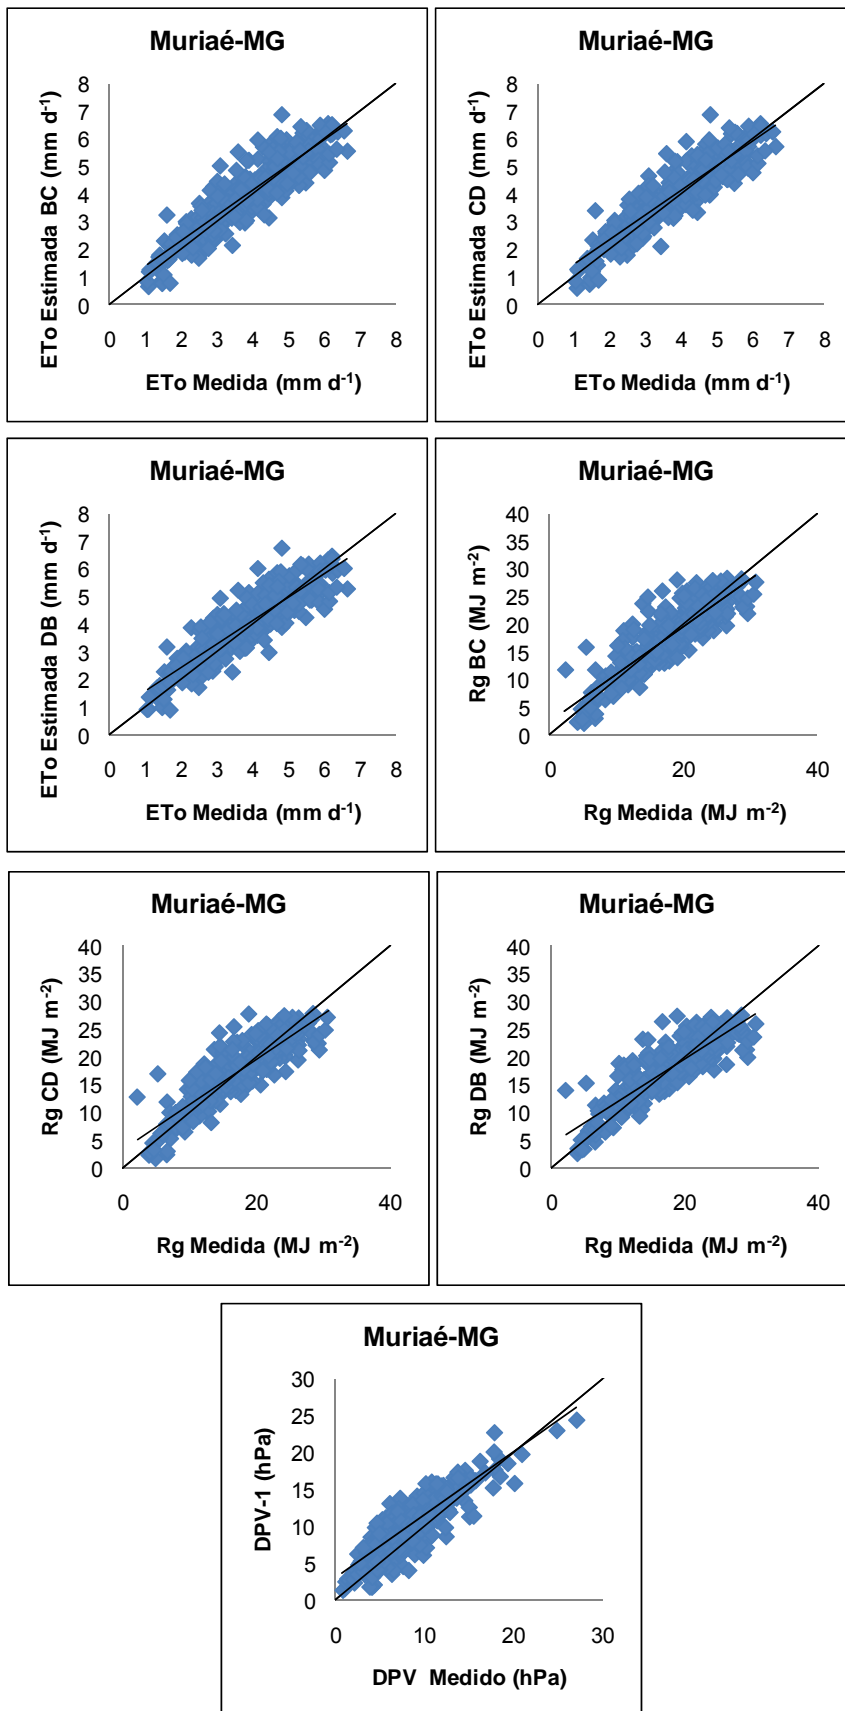 Muriaé-MG
ETo Estimada BC (mm d-1)
8
7
6
5
4
3
2
1
0
0 1 2 3 4 5 6 7 8
ETo Medida (mm d-1)
Muriaé-MG
ETo Estimada CD (mm d-1)
8
7
6
5
4
3
2
1
0
0 1 2 3 4 5 6 7 8
ETo Medida (mm d-1)
Muriaé-MG
ETo Estimada DB (mm d-1)
8
7
6
5
4
3
2
1
0
0 1 2 3 4 5 6 7 8
ETo Medida (mm d-1)
Muriaé-MG
Rg BC (MJ m-2)
40
35
30
25
20
15
10
5
0
0 20 40
Rg Medida (MJ m-2)
Muriaé-MG
Rg CD (MJ m-2)
40
35
30
25
20
15
10
5
0
0 20 40
Rg Medida (MJ m-2)
Muriaé-MG
Rg DB (MJ m-2)
40
35
30
25
20
15
10
5
0
0 20 40
Rg Medida (MJ m-2)
Muriaé-MG
DPV-1 (hPa)
30
25
20
15
10
5
0
0 10 20 30
DPV Medido (hPa)